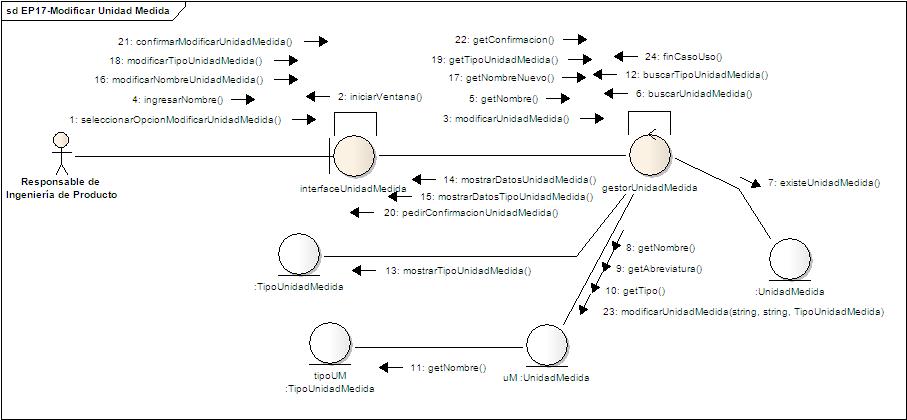 sd EP17-Modificar Unidad Medida
21: confirmarModificarUnidadMedida()
22: getConfirmacion()
18: modificarTipoUnidadMedida()
19: getTipoUnidadMedida()
24: finCasoUso()
16: modificarNombreUnidadMedida()
17: getNombreNuevo()
12: buscarTipoUnidadMedida()
4: ingresarNombre()
2: iniciarVentana()
5: getNombre()
6: buscarUnidadMedida()
1: seleccionarOpcionModificarUnidadMedida()
3: modificarUnidadMedida()
Responsable de
Ingeniería de Producto
interfaceUnidadMedida
gestorUnidadMedida
14: mostrarDatosUnidadMedida()
7: existeUnidadMedida()
15: mostrarDatosTipoUnidadMedida()
20: pedirConfirmacionUnidadMedida()
8: getNombre()
13: mostrarTipoUnidadMedida()
9: getAbreviatura()
:TipoUnidadMedida
10: getTipo()
:UnidadMedida
23: modificarUnidadMedida(string, string, TipoUnidadMedida)
11: getNombre()
tipoUM
:TipoUnidadMedida
uM :UnidadMedida